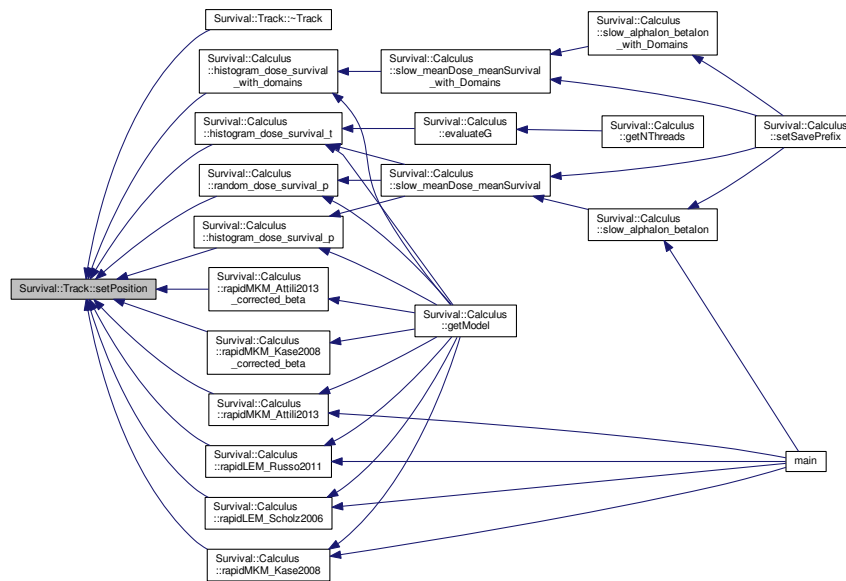 Survival::Track::~Track
Survival::Calculus
::histogram_dose_survival
_with_domains
Survival::Calculus
::slow_meanDose_meanSurvival
_with_Domains
Survival::Calculus
::slow_alphaIon_betaIon
_with_Domains
Survival::Calculus
::histogram_dose_survival_t
Survival::Calculus
::evaluateG
Survival::Calculus
::getNThreads
Survival::Calculus
::setSavePrefix
Survival::Calculus
::random_dose_survival_p
Survival::Calculus
::slow_meanDose_meanSurvival
Survival::Calculus
::histogram_dose_survival_p
Survival::Calculus
::slow_alphaIon_betaIon
Survival::Track::setPosition
Survival::Calculus
::rapidMKM_Attili2013
_corrected_beta
Survival::Calculus
::getModel
Survival::Calculus
::rapidMKM_Kase2008
_corrected_beta
Survival::Calculus
::rapidMKM_Attili2013
Survival::Calculus
::rapidLEM_Russo2011
main
Survival::Calculus
::rapidLEM_Scholz2006
Survival::Calculus
::rapidMKM_Kase2008